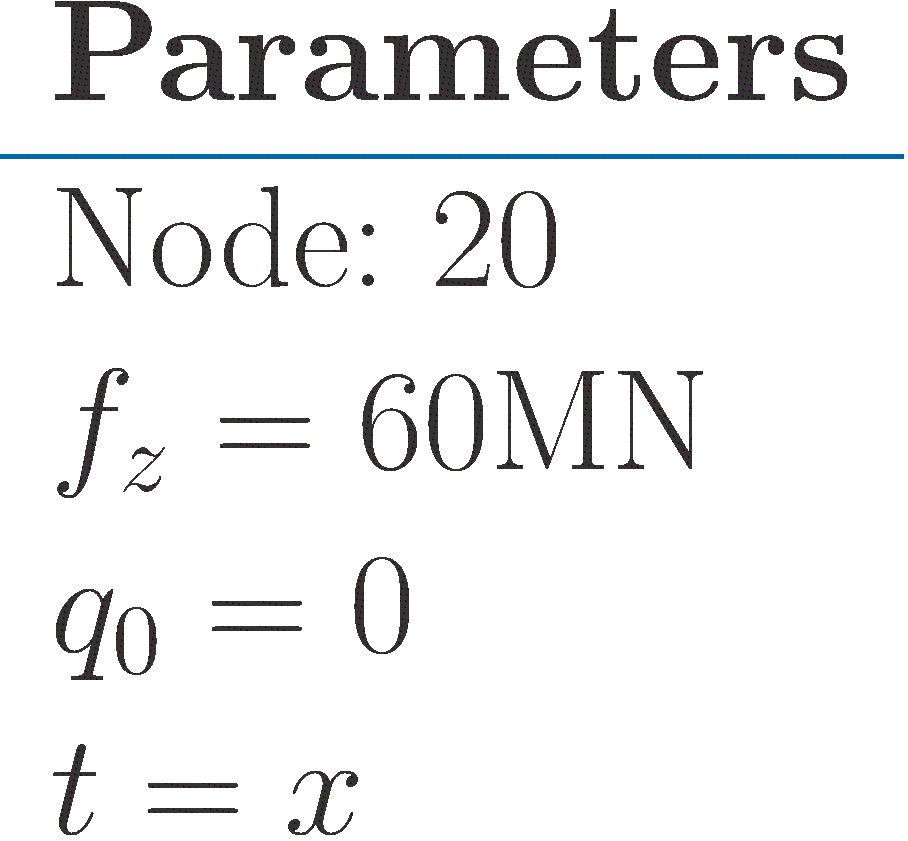 Parameters
Node: 20
f_z = 60MN
q_0 = 0
t = x